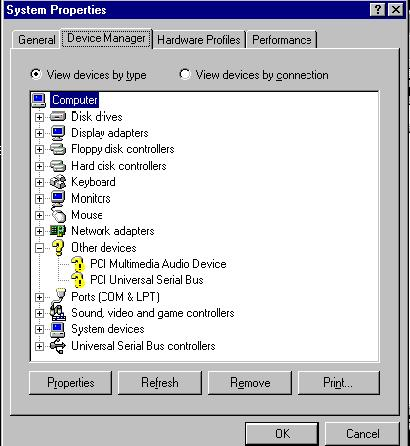 System Properties
General Device Manager Hardware Profiles Performance
View devices by type View devices by connection
Computer
Disk drives
Display adapters
Floppy disk controllers
Hard disk controllers
Keyboard
Monitors
Mouse
Network adapters
Other devices
PCI Multimedia Audio Device
PCI Universal Serial Bus
Ports (COM & LPT)
Sound, video and game controllers
System devices
Universal Serial Bus controllers
Properties Refresh Remove Print...
OK Cancel